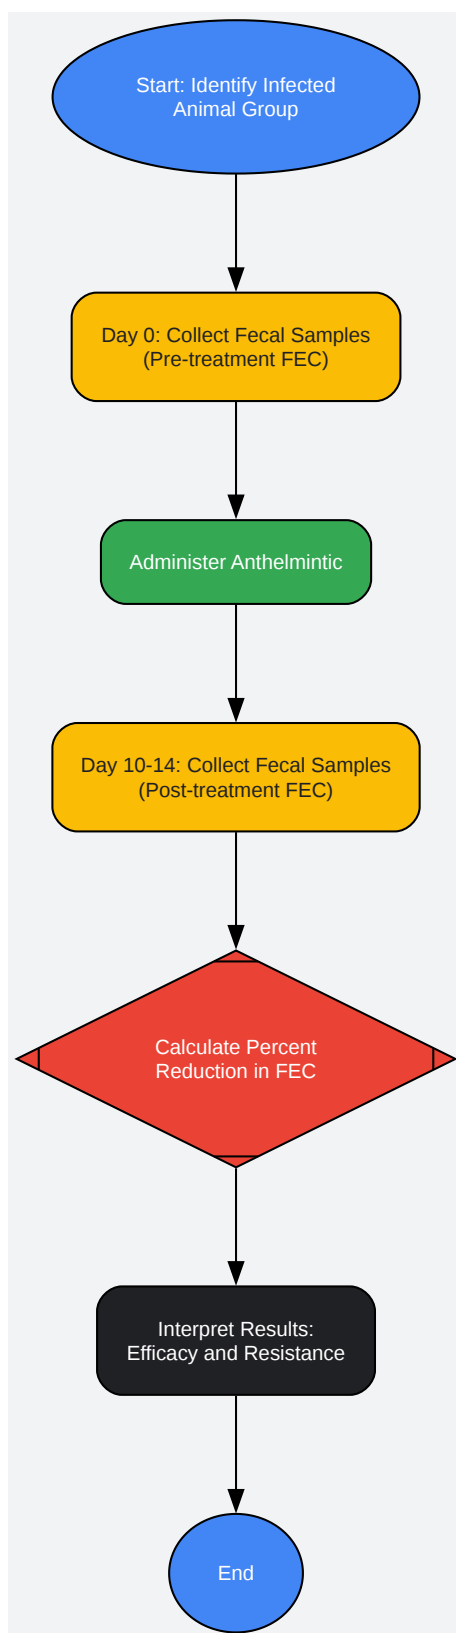 Start: Identify Infected
Animal Group
Day 0: Collect Fecal Samples
(Pre-treatment FEC)
Administer Anthelmintic
Day 10-14: Collect Fecal Samples
(Post-treatment FEC)
Calculate Percent
Reduction in FEC
Interpret Results:
Efficacy and Resistance
End